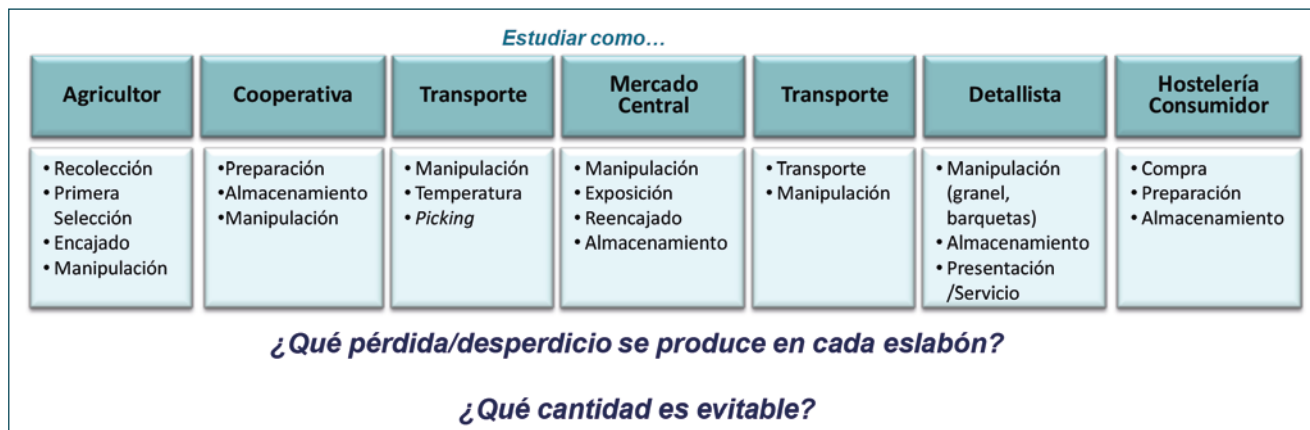 Estudiar como...
Agricultor
Cooperativa
Transporte
Mercado
Central
Transporte
Detallista
Hostelería
Consumidor
• Recolección
• Primera
Selección
• Encajado
• Manipulación
•Preparación
•Almacenamiento
•Manipulación
• Manipulación
• Temperatura
• Picking
• Manipulación
• Exposición
• Reencajado
• Almacenamiento
• Transporte
• Manipulación
• Manipulación
(granel,
barquetas)
• Almacenamiento
• Presentación
/Servicio
• Compra
• Preparación
• Almacenamiento
¿Qué pérdida/desperdicio se produce en cada eslabón?
¿Qué cantidad es evitable?